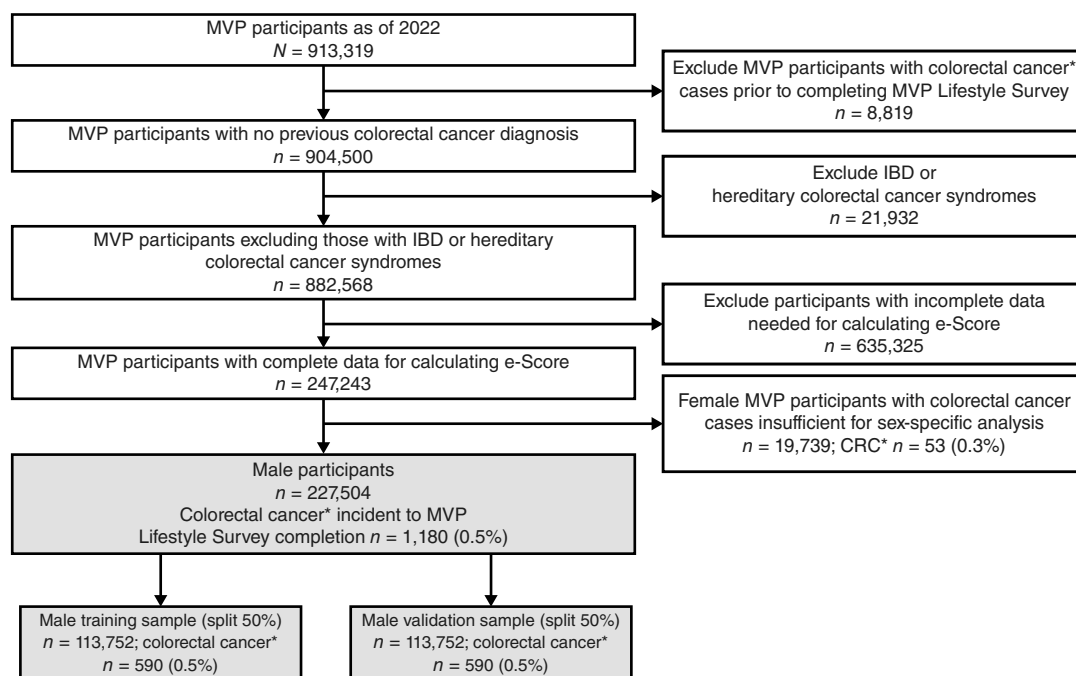 MVP participants as of 2022
N = 913,319
Exclude MVP participants with colorectal cancer*
cases prior to completing MVP Lifestyle Survey
n = 8,819
MVP participants with no previous colorectal cancer diagnosis
n = 904,500
Exclude IBD or
hereditary colorectal cancer syndromes
n = 21,932
MVP participants excluding those with IBD or hereditary
colorectal cancer syndromes
n = 882,568
Exclude participants with incomplete data
needed for calculating e-Score
n = 635,325
MVP participants with complete data for calculating e-Score
n = 247,243
Female MVP participants with colorectal cancer
cases insufficient for sex-specific analysis
n = 19,739; CRC* n = 53 (0.3%)
Male participants
n = 227,504
Colorectal cancer* incident to MVP
Lifestyle Survey completion n = 1,180 (0.5%)
Male training sample (split 50%)
n = 113,752; colorectal cancer*
n = 590 (0.5%)
Male validation sample (split 50%)
n = 113,752; colorectal cancer*
n = 590 (0.5%)